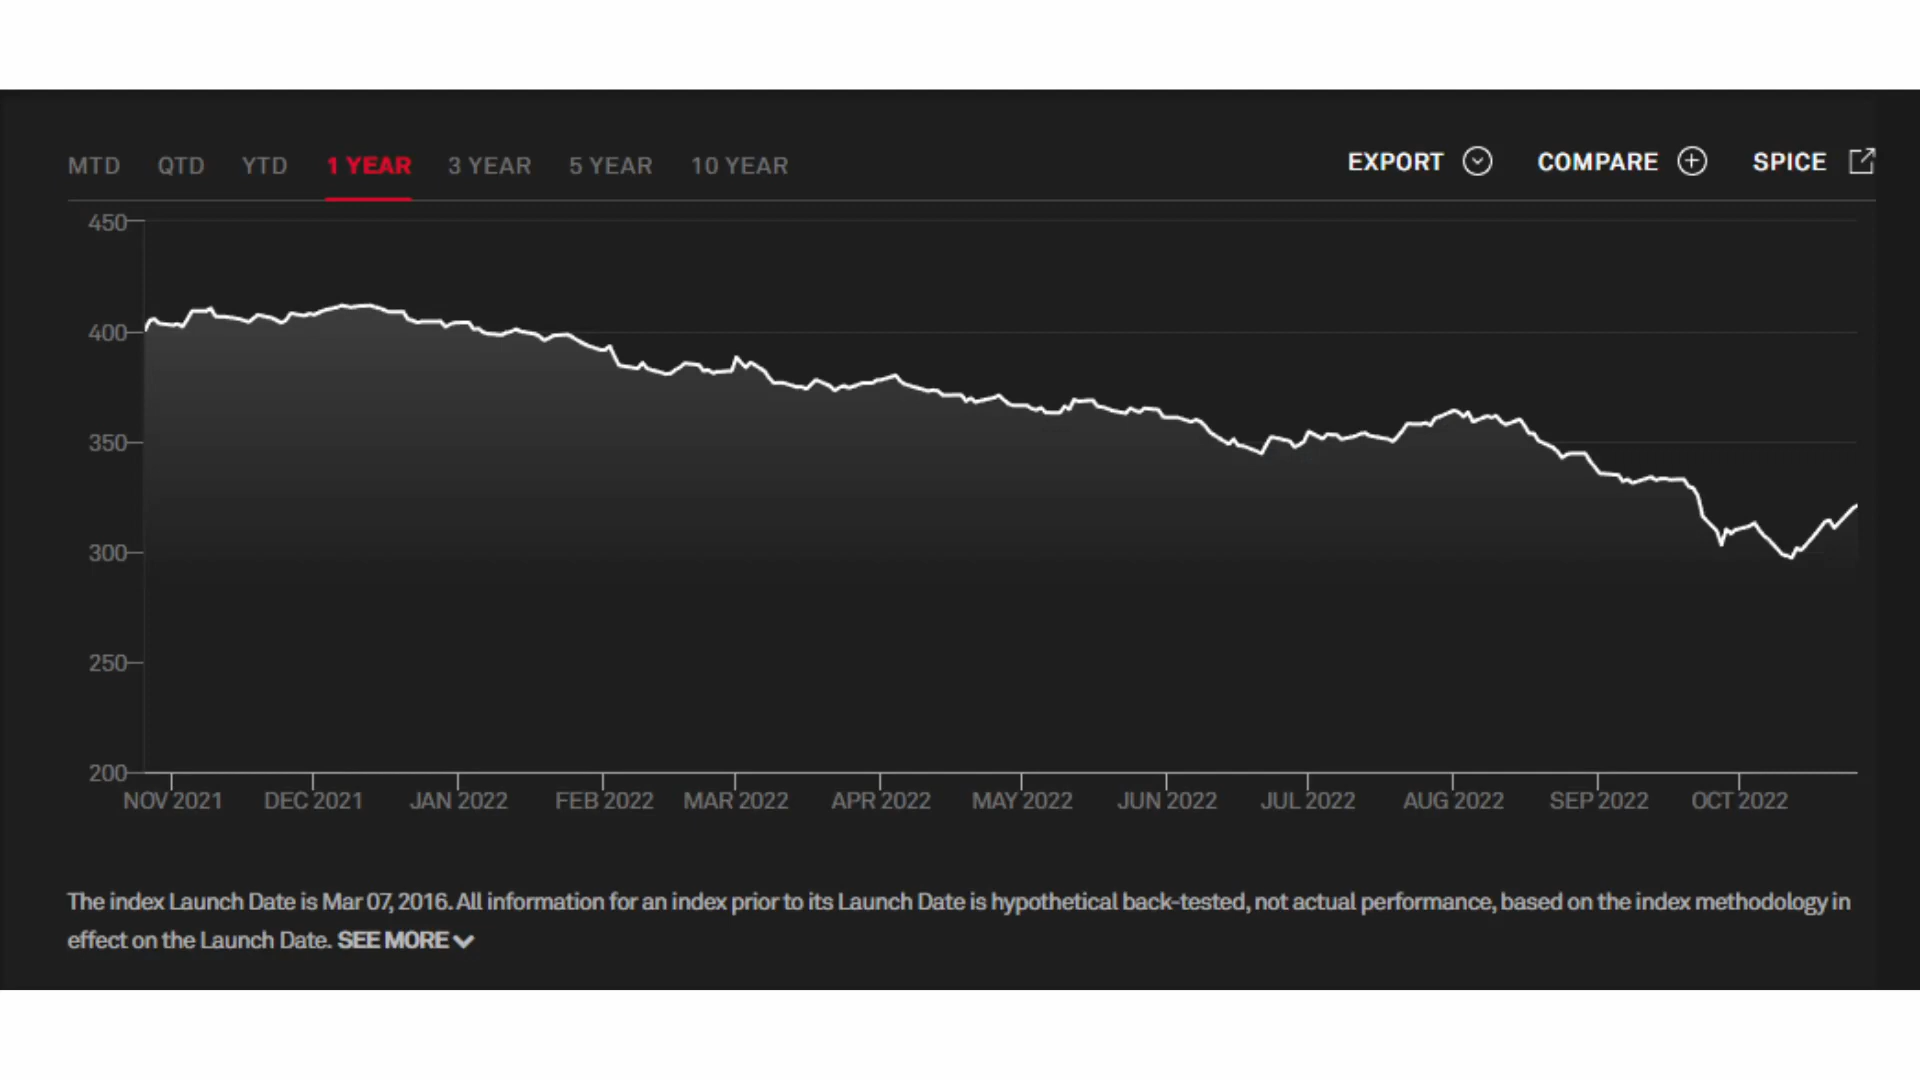 MTD QTD YTD 1 YEAR 3 YEAR 5 YEAR 10 YEAR EXPORT COMPARE SPICE
450
400
350
300
250
200
NOV 2021 DEC 2021 JAN 2022 FEB 2022 MAR 2022 APR 2022 MAY 2022 JUN 2022 JUL 2022 AUG 2022 SEP 2022 OCT 2022
The index Launch Date is Mar 07, 2016. All information for an index prior to its Launch Date is hypothetical back-tested, not actual performance, based on the index methodology in
effect on the Launch Date. SEE MORE